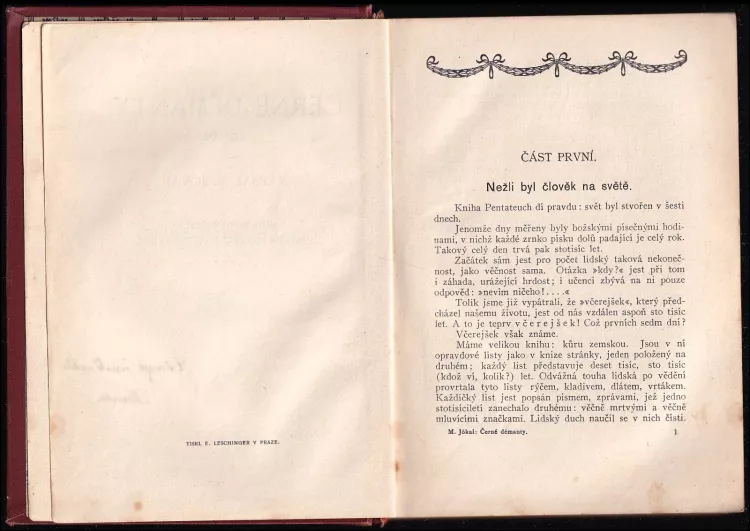 TISKL E. LESCHINGER V PRAZE.
ČÁST PRVNÍ.
Nežli byl člověk na světě.
Kniha Pentateuch dí pravdu: svět byl stvořen v šesti
dnech.
Jenomže dny měřeny byly božskými písečnými hodi-
nami, v nichž každé zrnko písku dolů padající je celý rok.
Takový celý den trvá pak stotisíc let.
Začátek sám jest pro počet lidský taková nekoneč-
nost, jako věčnost sama. Otázka »kdy?« jest při tom
i záhada, urážející hrdost; i učenci zbývá na ni pouze
odpověď: »nevím ničeho!....«
Tolik jsme již vypátrali, že »včerejšek«, který před-
cházel našemu životu, jest od nás vzdálen aspoň sto tisíc
let. A to je teprv včerejšek! Což prvních sedm dní?
Včerejšek však známe.
Máme velikou knihu: kůru zemskou. Jsou v ní
opravdové listy jako v knize stránky, jeden položený na
druhém; každý list představuje deset tisíc, sto tisíc
(kdož ví, kolik?) let. Odvážná touha lidská po vědění
provrtala tyto listy rýčem, kladivem, dlátem, vrtákem.
Každičký list jest popsán písmem, zprávami, jež jedno
stotisíciletí zanechalo druhému: věčně mrtvými a věčně
mluvícími značkami. Lidský duch naučil se v nich čísti.
M. Jókai: Černé démanty.
1